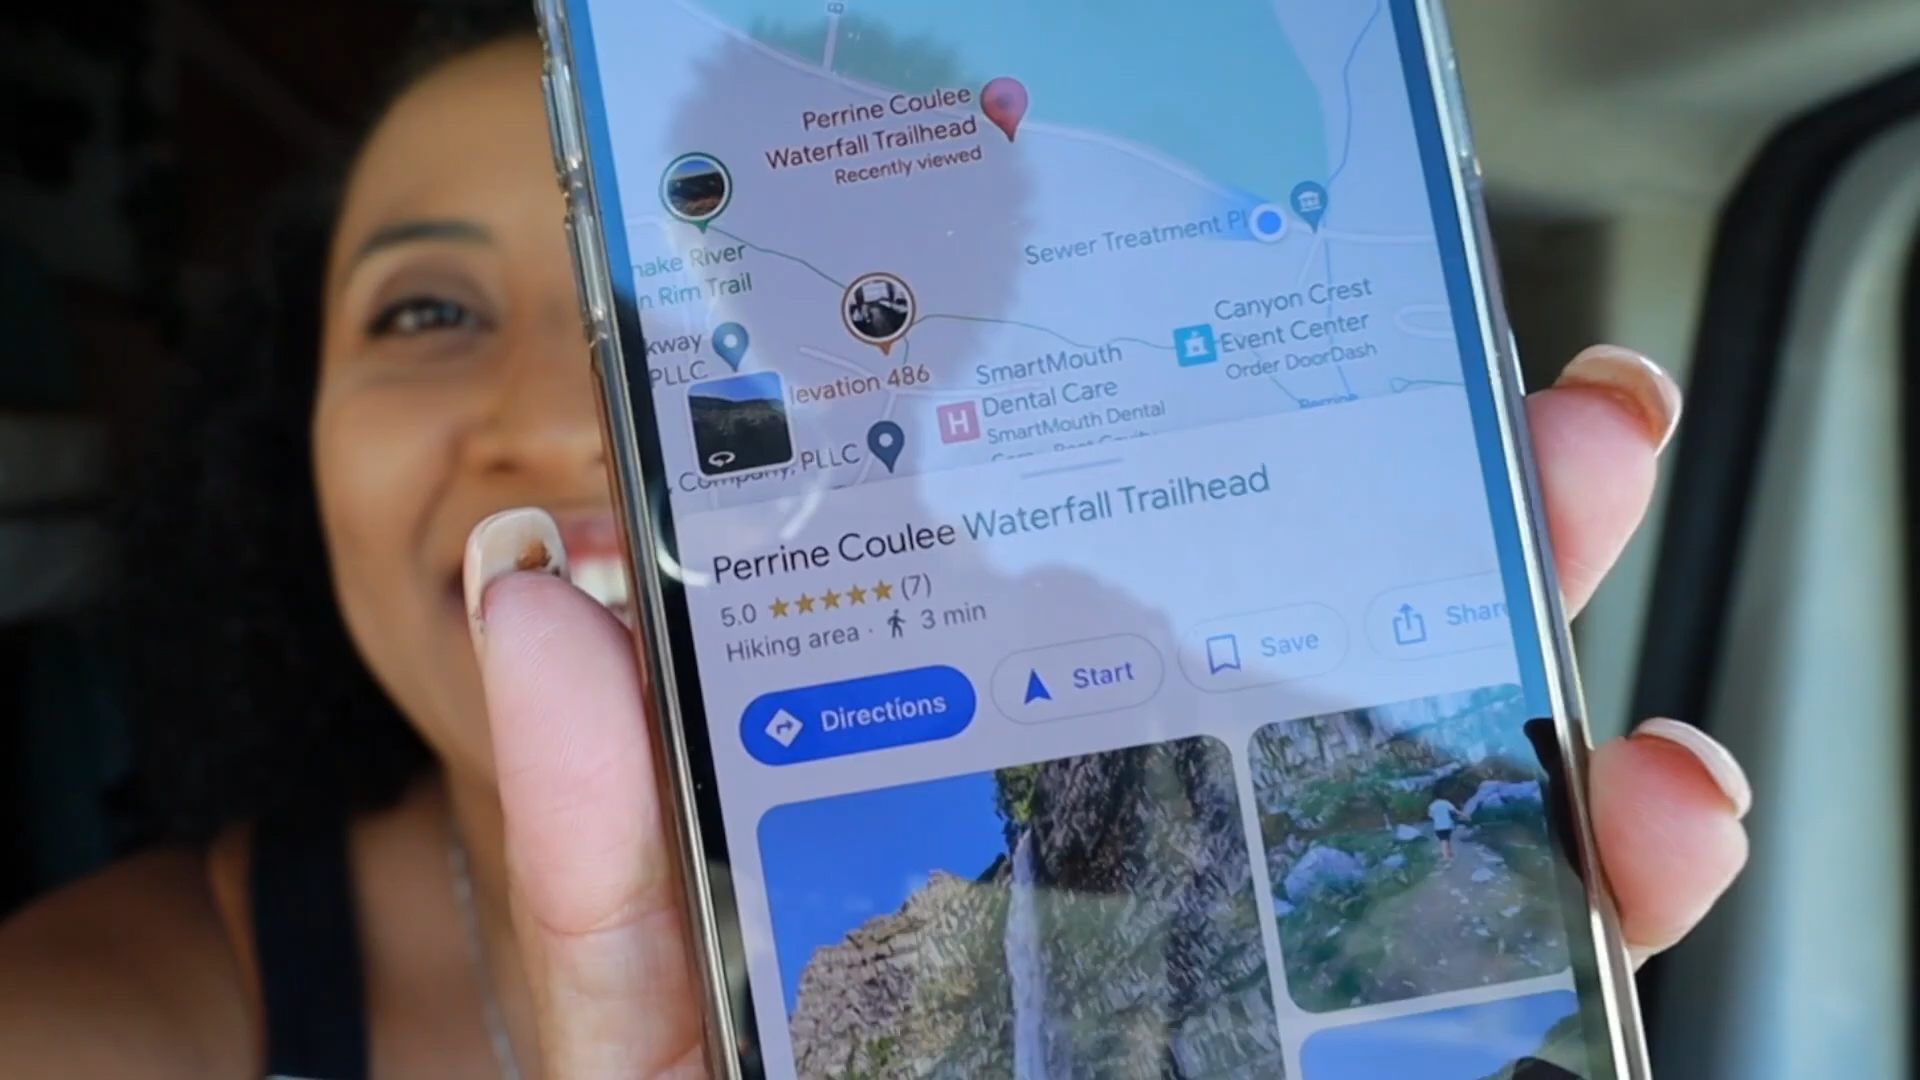 Perrine Coulee
Waterfall Trailhead
Recently viewed
Sewer Treatment Pl
nake River
n Rim Trail
Canyon Crest
Event Center
Order DoorDash
kway
PLLC
levation 486
SmartMouth
Dental Care
SmartMouth Dental
H
PLLC
Company,
Perrine Coulee Waterfall Trailhead
5.0 ★★★★★ (7)
Hiking area · 3 min
Directions
Start
Save
Share